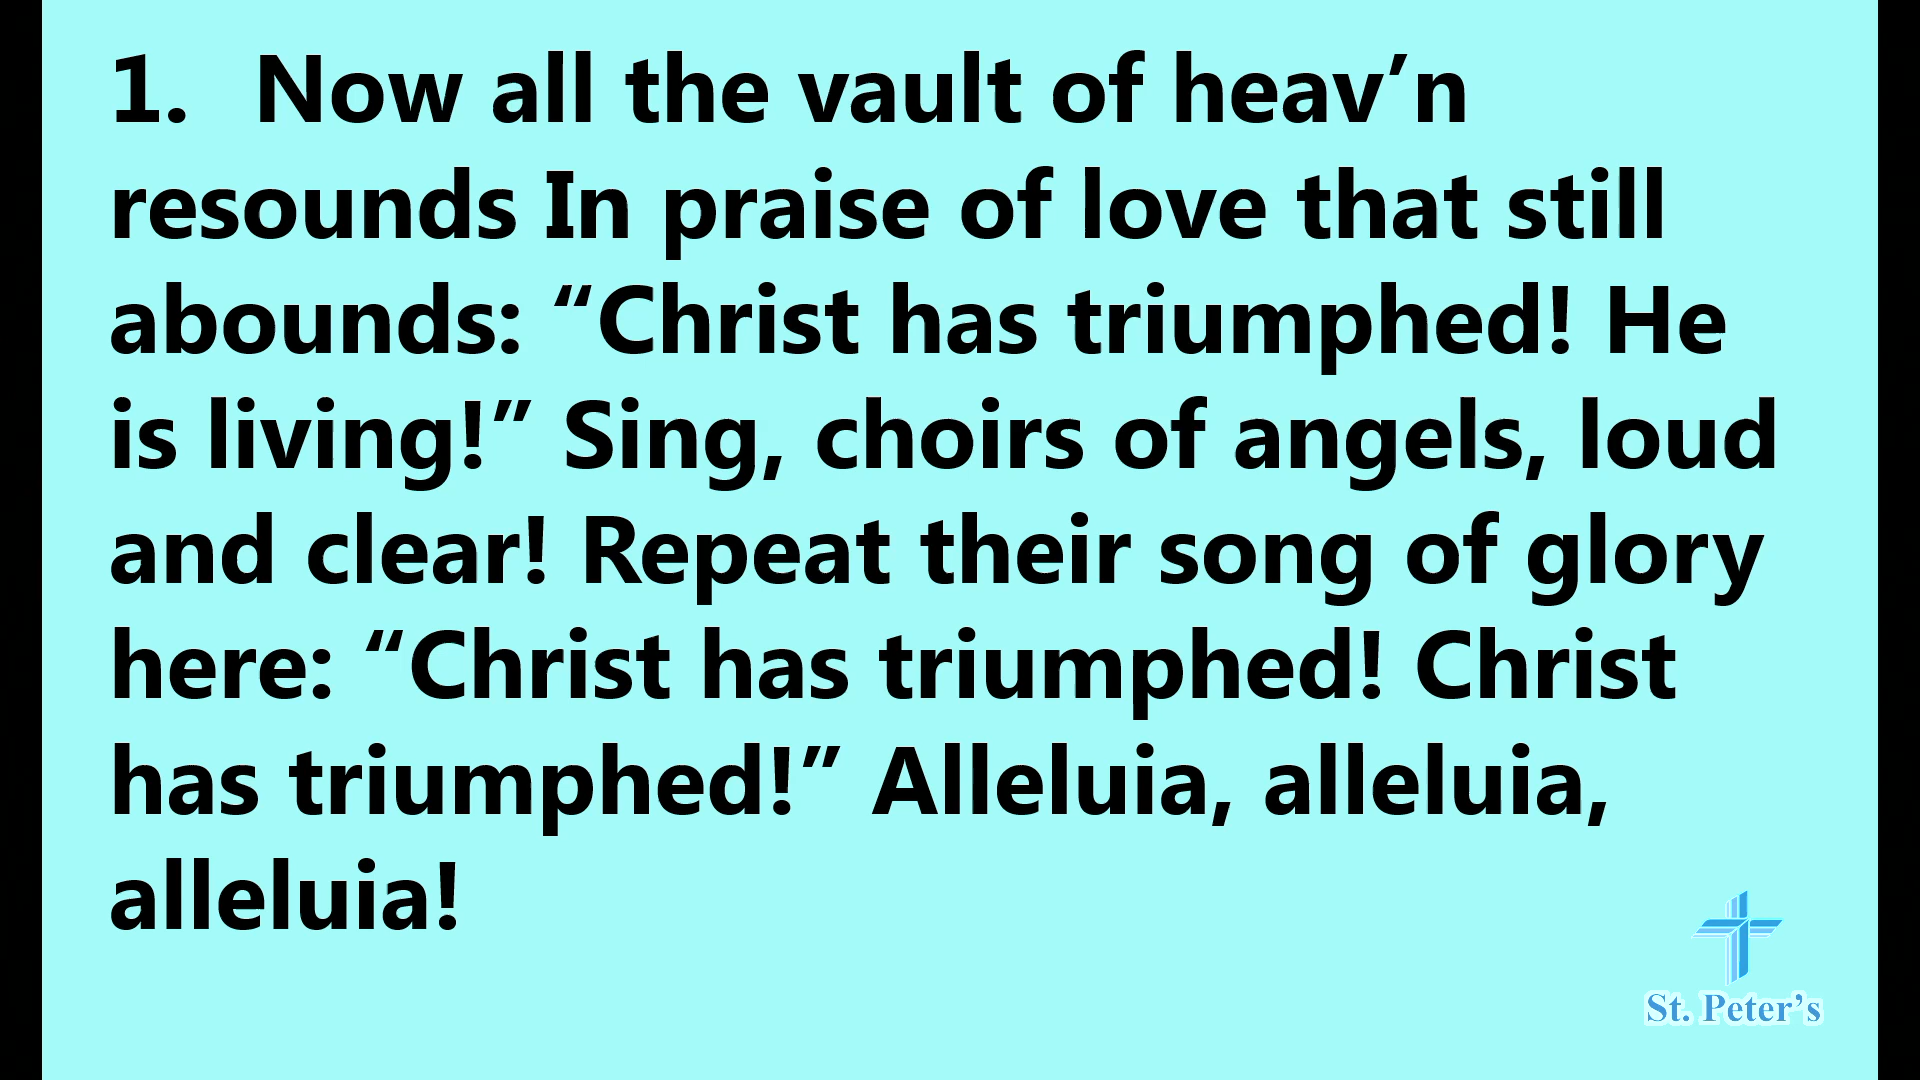 1. Now all the vault of heav’n
resounds In praise of love that still
abounds: “Christ has triumphed! He
is living!” Sing, choirs of angels, loud
and clear! Repeat their song of glory
here: “Christ has triumphed! Christ
has triumphed!” Alleluia, alleluia,
alleluia!
St. Peter’s